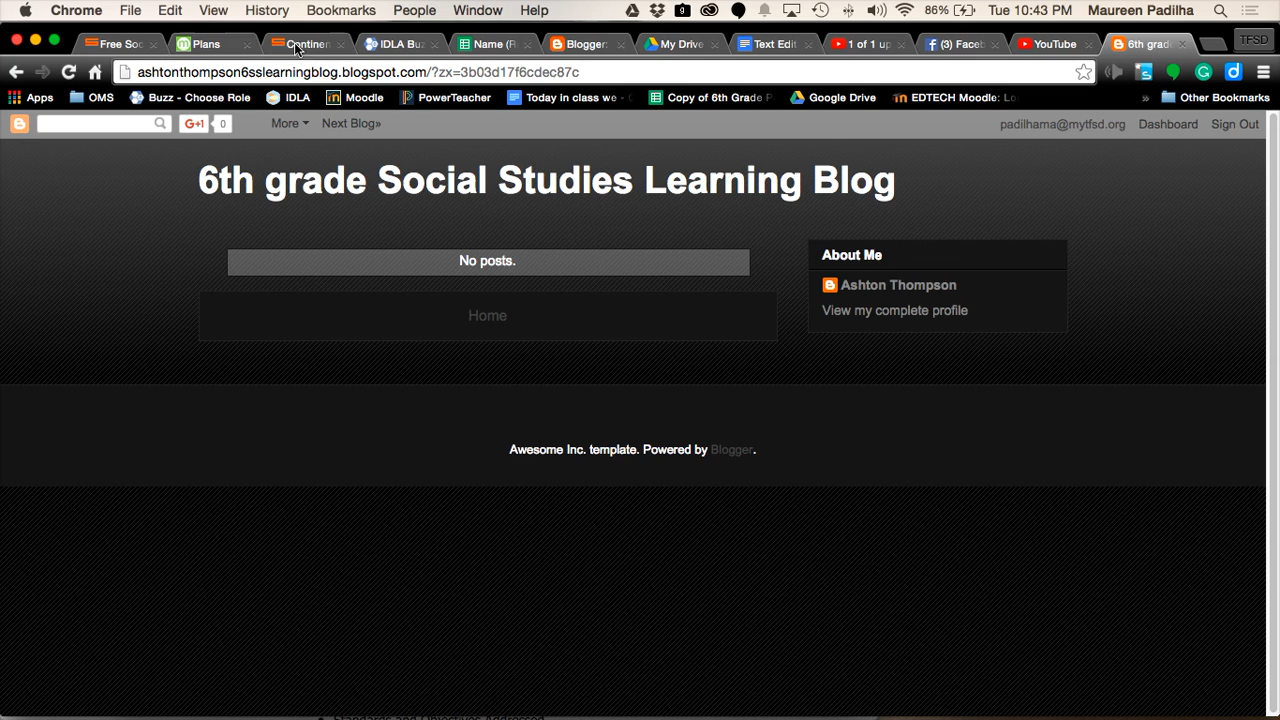 Chrome File Edit View History Bookmarks People Window Help 9 86% Tue 10:43 PM Maureen Padilha
Free Soc Plans Contine IDLA Buz Name (Fi Blogger: My Drive Text Edit 1 of 1 up (3) Faceb YouTube 6th grad TFSD
ashtonthompson6sslearningblog.blogspot.com/?zx=3b03d17f6cdec87c
Apps OMS Buzz - Choose Role IDLA Moodle PowerTeacher Today in class we - Copy of 6th Grade P Google Drive EDTECH Moodle: Lo » Other Bookmarks
G+1 0 More Next Blog» padilhama@mytfsd.org Dashboard Sign Out
6th grade Social Studies Learning Blog
No posts.
Home
About Me
Ashton Thompson
View my complete profile
Awesome Inc. template. Powered by Blogger.